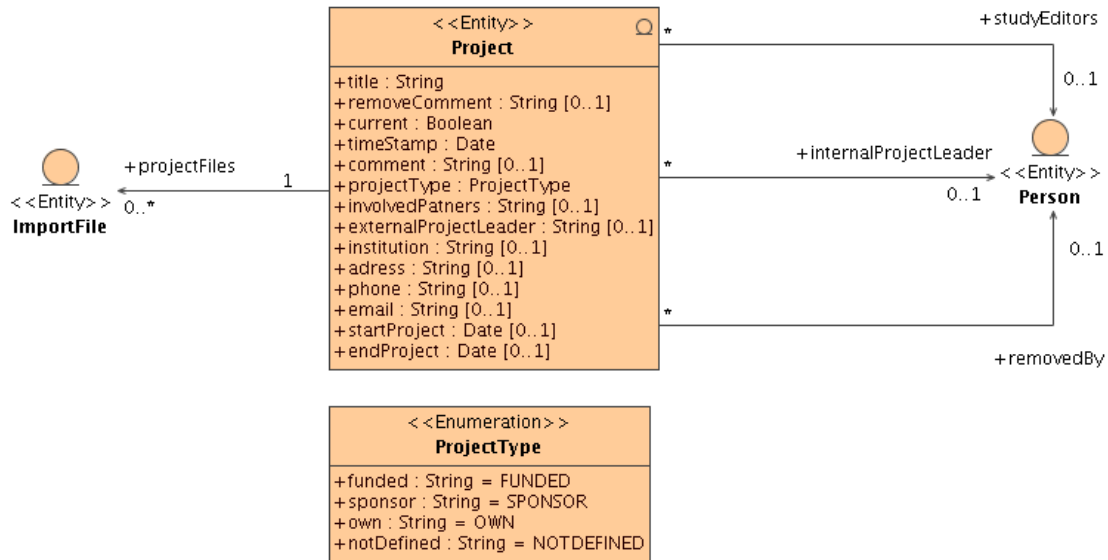 <<Entity>>
Project
+title : String
+removeComment : String [0..1]
+current : Boolean
+timeStamp : Date
+comment : String [0..1]
+projectType : ProjectType
+involvedPatners : String [0..1]
+externalProjectLeader : String [0..1]
+institution : String [0..1]
+adress : String [0..1]
+phone : String [0..1]
+email : String [0..1]
+startProject : Date [0..1]
+endProject : Date [0..1]
*
+studyEditors
0..1
*
+internalProjectLeader
0..1
*
0..1
+removedBy
<<Entity>>
Person
+projectFiles
1
0..*
<<Entity>>
ImportFile
<<Enumeration>>
ProjectType
+funded : String = FUNDED
+sponsor : String = SPONSOR
+own : String = OWN
+notDefined : String = NOTDEFINED